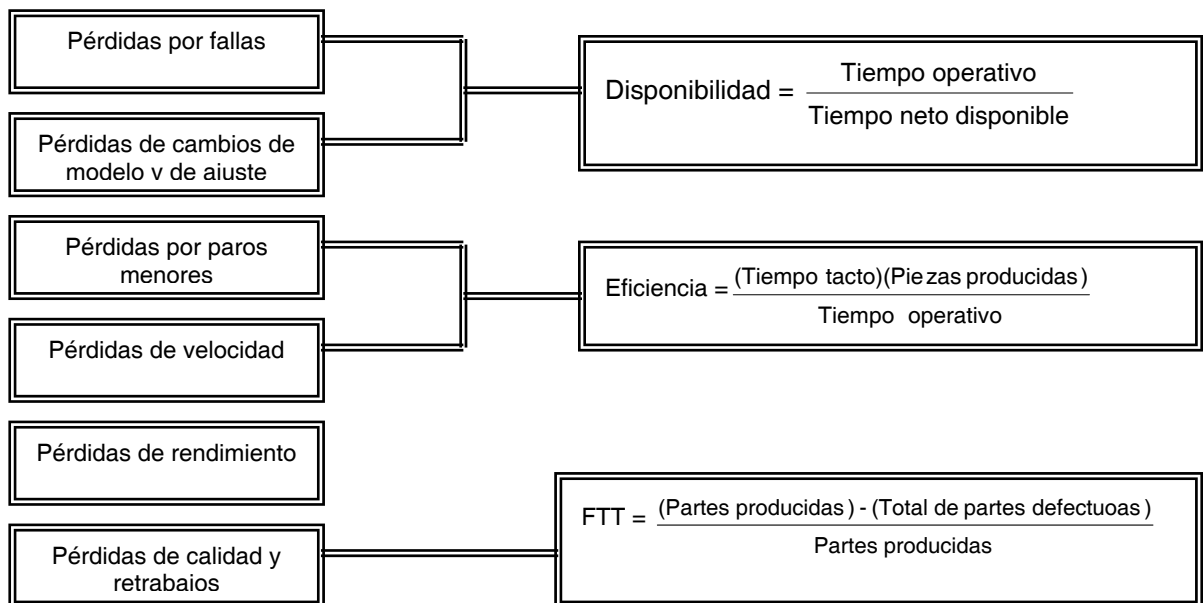 Pérdidas por fallas
Pérdidas de cambios de
modelo v de aiuste
Pérdidas por paros
menores
Pérdidas de velocidad
Pérdidas de rendimiento
Pérdidas de calidad y
retrabaios
Disponibilidad = Tiempo operativo
Tiempo neto disponible
Eficiencia = (Tiempo tacto)(Pie zas producidas)
Tiempo operativo
FTT = (Partes producidas) - (Total de partes defectuoas)
Partes producidas